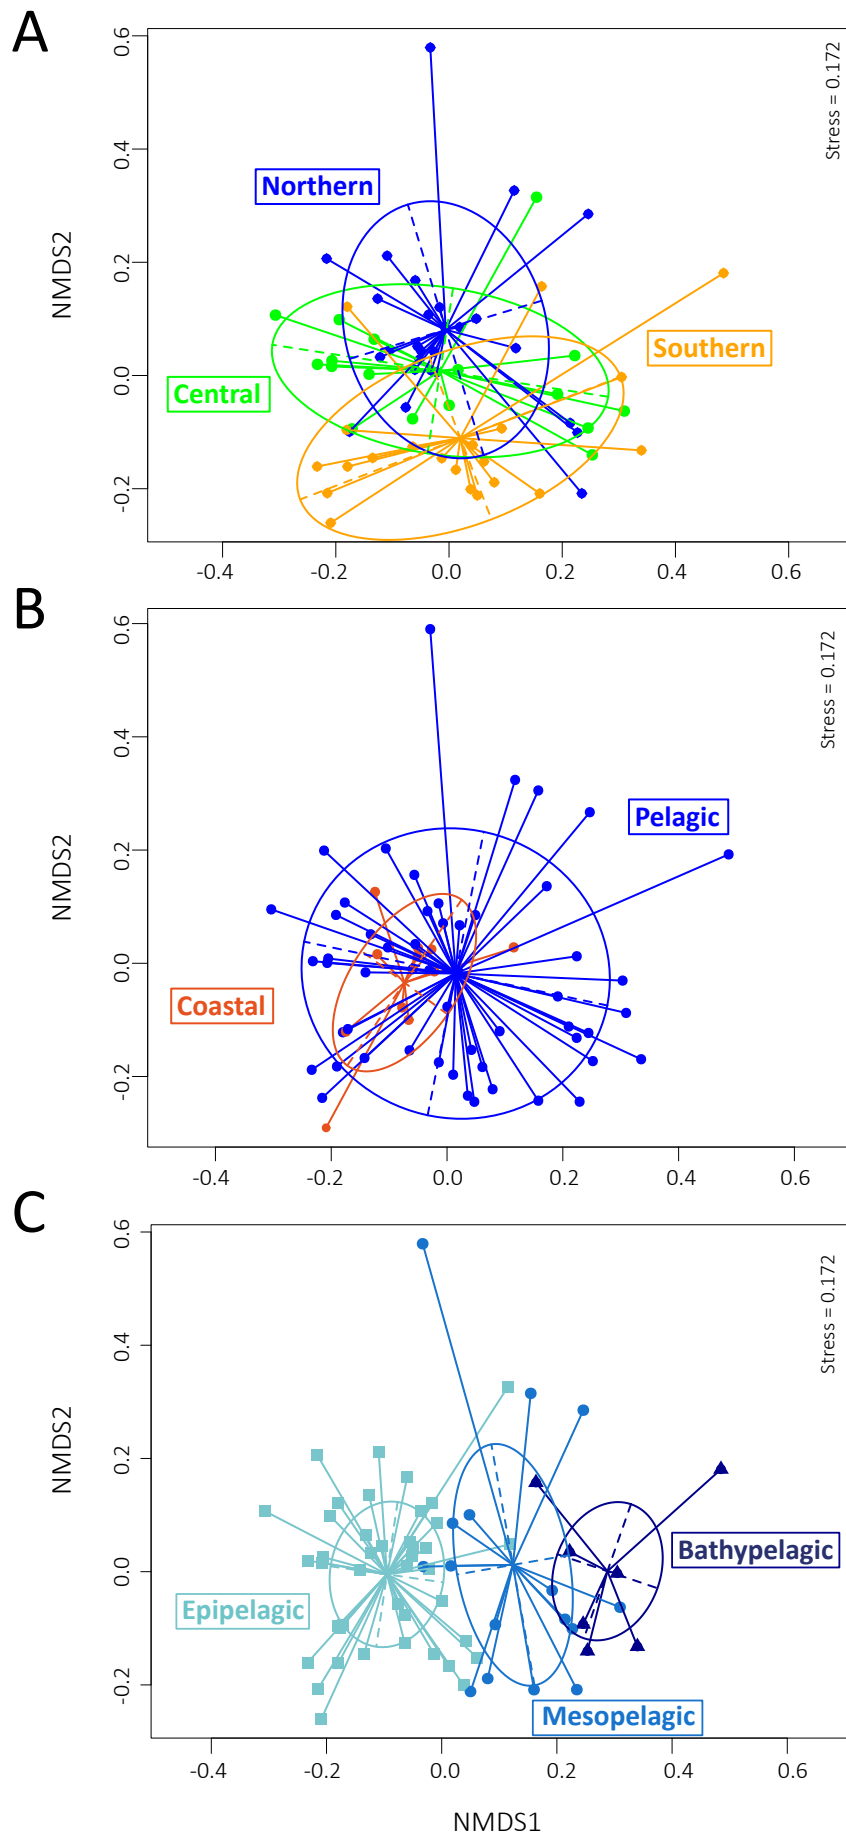 A
Stress = 0.172
0.6
0.4
0.2
0.0
-0.2
NMDS2
Northern
Southern
Central
-0.4 -0.2 0.0 0.2 0.4 0.6
B
Stress = 0.172
0.6
0.4
0.2
0.0
-0.2
NMDS2
Pelagic
Coastal
-0.4 -0.2 0.0 0.2 0.4 0.6
C
Stress = 0.172
0.6
0.4
0.2
0.0
-0.2
NMDS2
Bathypelagic
Epipelagic
Mesopelagic
-0.4 -0.2 0.0 0.2 0.4 0.6
NMDS1